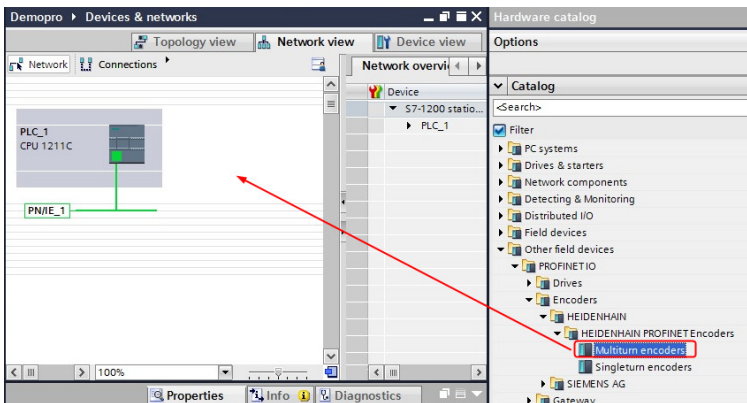 Demopro ▸ Devices & networks
Hardware catalog
Topology view
Network view
Device view
Options
Network
Connections
Network overvi
Device
S7-1200 statio...
PLC_1
PLC_1
CPU 1211C
PN/IE_1
100%
Properties
Info
Diagnostics
Catalog
<Search>
Filter
PC systems
Drives & starters
Network components
Detecting & Monitoring
Distributed I/O
Field devices
Other field devices
PROFINET IO
Drives
Encoders
HEIDENHAIN
HEIDENHAIN PROFINET Encoders
Multiturn encoders
Singleturn encoders
SIEMENS AG
Gateway